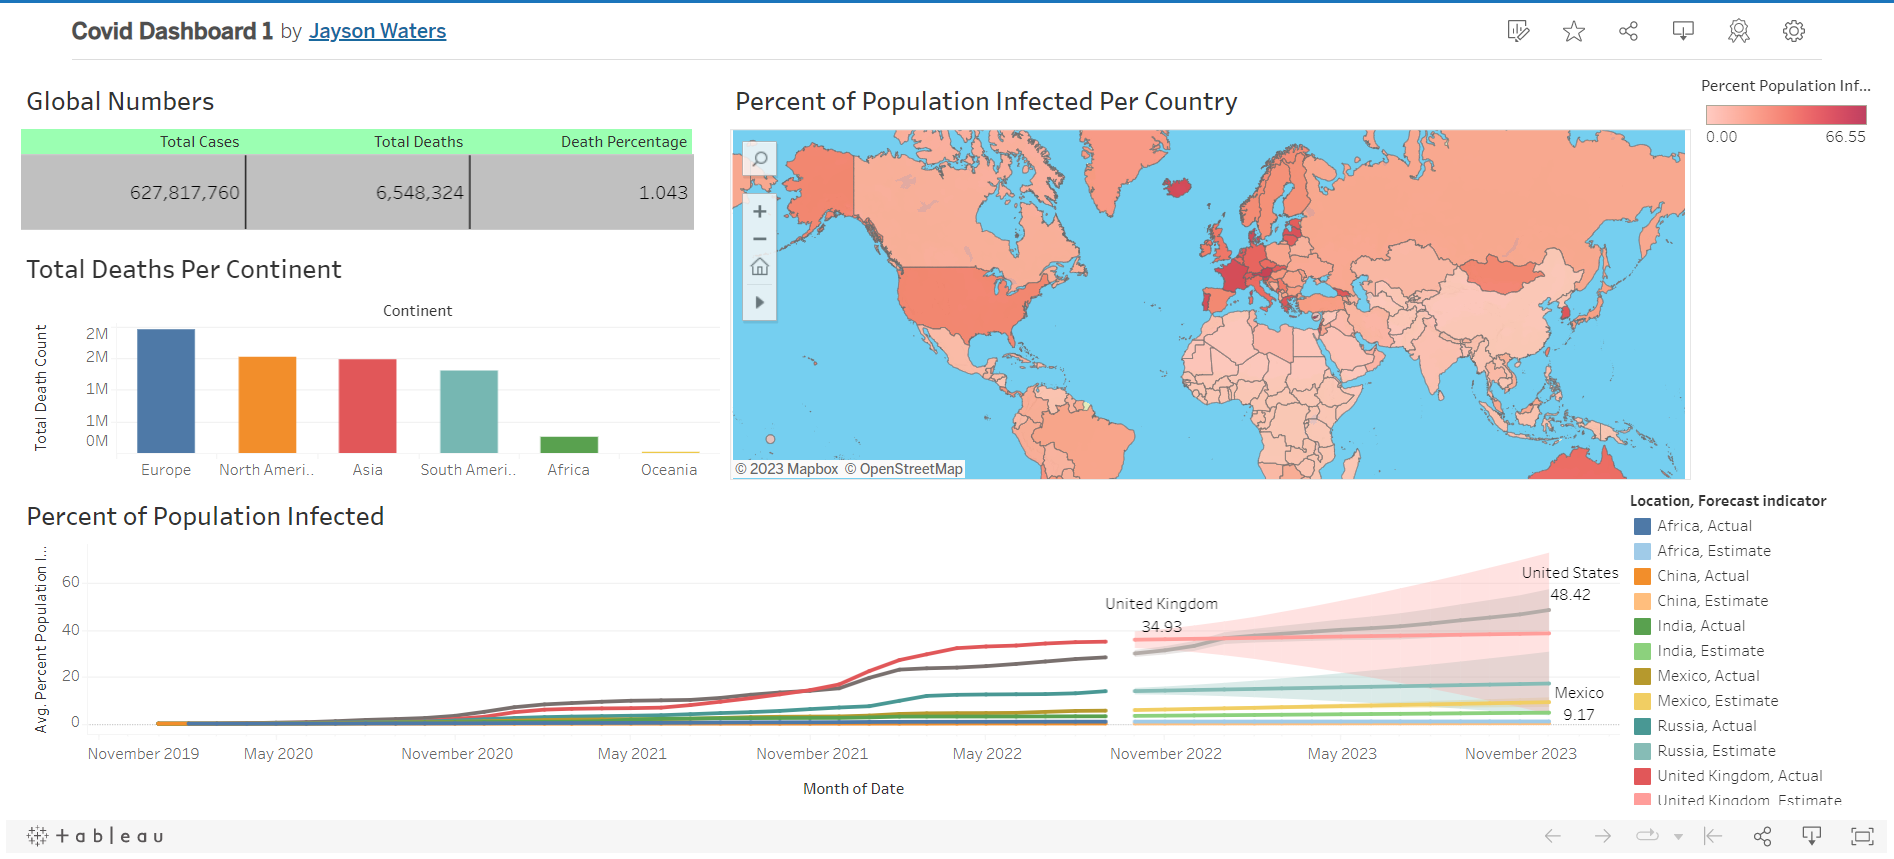 Covid Dashboard 1 by Jayson Waters
Global Numbers
Total Cases Total Deaths Death Percentage
627,817,760 6,548,324 1.043
Total Deaths Per Continent
Continent
Total Death Count
2M
2M
1M
1M
0M
Europe North Ameri.. Asia South Ameri.. Africa Oceania
Percent of Population Infected Per Country
© 2023 Mapbox © OpenStreetMap
Percent Population Inf...
0.00 66.55
Percent of Population Infected
Avg. Percent Population I...
60
40
20
0
United Kingdom
34.93
United States
48.42
Mexico
9.17
November 2019 May 2020 November 2020 May 2021 November 2021 May 2022 November 2022 May 2023 November 2023
Month of Date
Location, Forecast indicator
Africa, Actual
Africa, Estimate
China, Actual
China, Estimate
India, Actual
India, Estimate
Mexico, Actual
Mexico, Estimate
Russia, Actual
Russia, Estimate
United Kingdom, Actual
United Kingdom, Estimate
+ableau